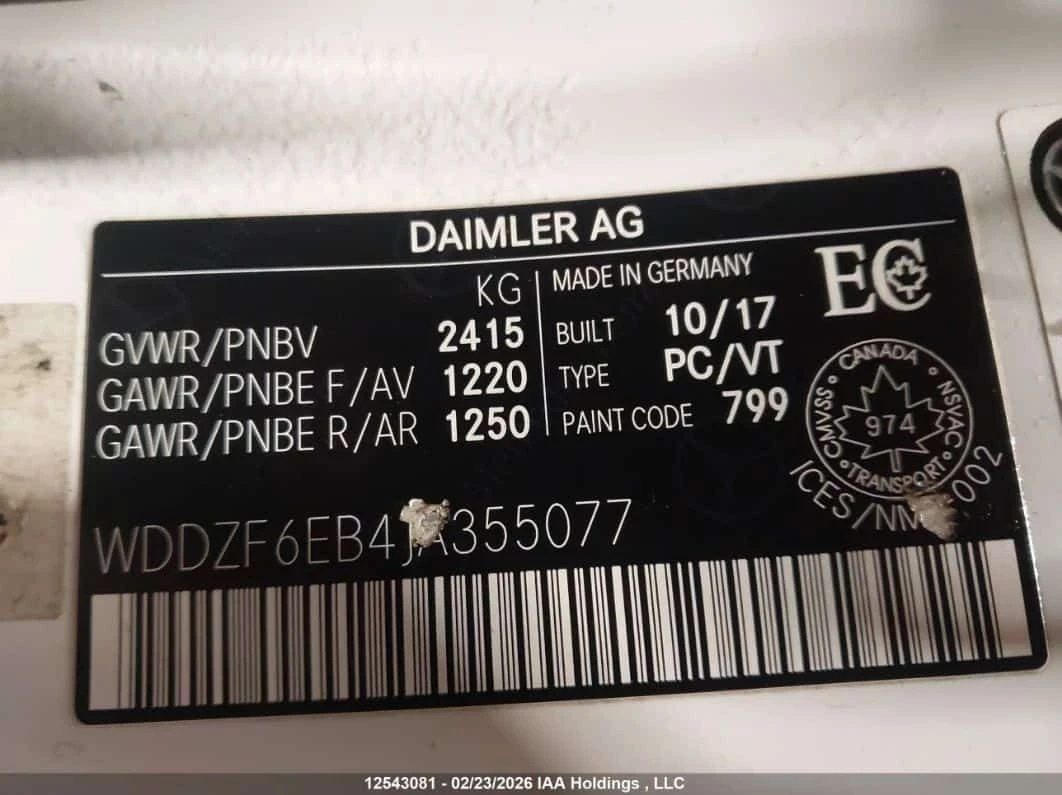 DAIMLER AG
KG
GVWR/PNBV 2415
GAWR/PNBE F/AV 1220
GAWR/PNBE R/AR 1250
MADE IN GERMANY
BUILT 10/17
TYPE PC/VT
PAINT CODE 799
EC
CANADA
NSVAC
TRANSPORT
CMVSS
974
ICES/NM 002
WDDZF6EB4JA355077
12543081 - 02/23/2026 IAA Holdings , LLC